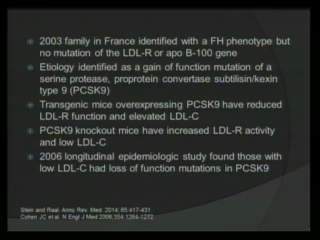 2003 family in France identified with a FH phenotype but
no mutation of the LDL-R or apo B-100 gene
Etiology identified as a gain of function mutation of a
serine protease, proprotein convertase subtilisin/kexin
type 9 (PCSK9)
Transgenic mice overexpressing PCSK9 have reduced
LDL-R function and elevated LDL-C
PCSK9 knockout mice have increased LDL-R activity
and low LDL-C
2006 longitudinal epidemiologic study found those with
low LDL-C had loss of function mutations in PCSK9
Stein and Raal. Annu Rev. Med. 2014; 65:417-431
Cohen JC et al. N Engl J Med 2006;354:1264-1272